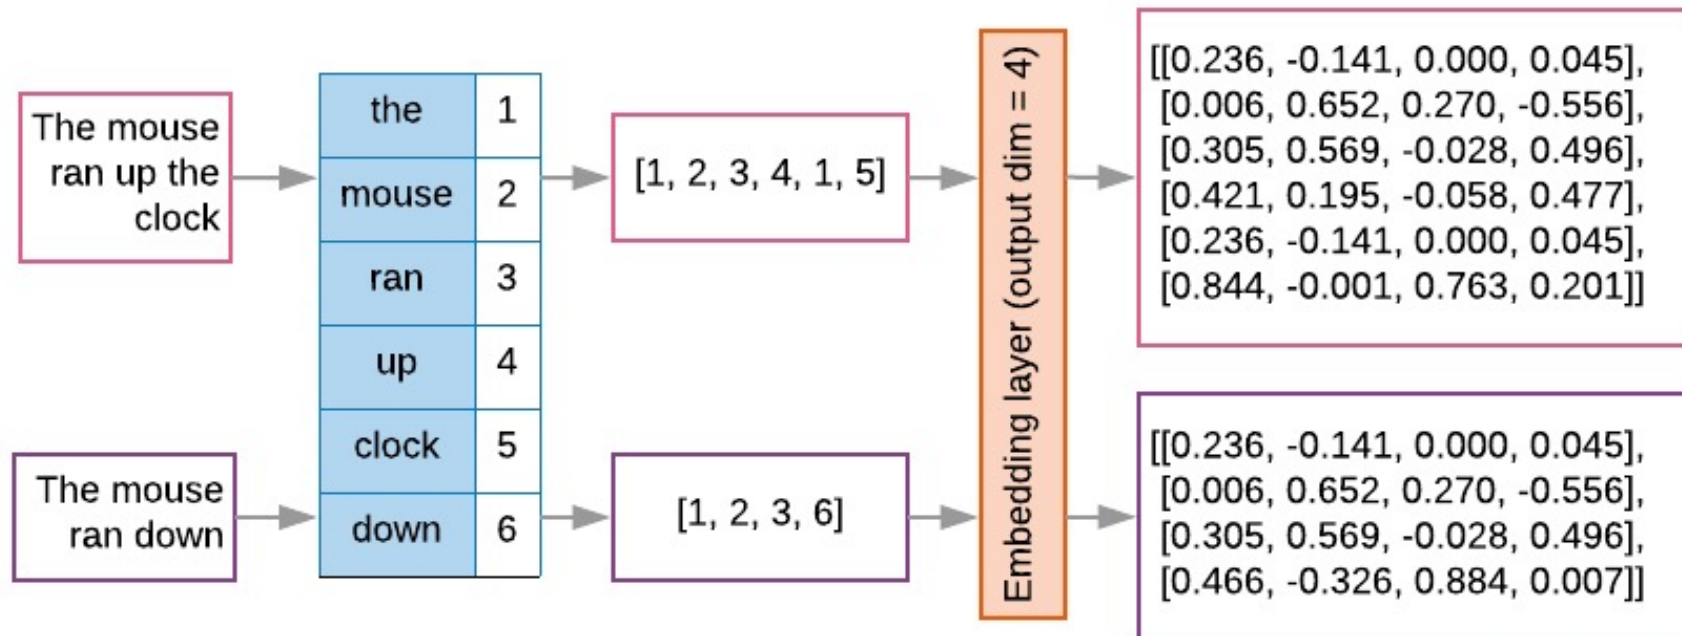 The mouse
ran up the
clock
The mouse
ran down
the 1
mouse 2
ran 3
up 4
clock 5
down 6
[1, 2, 3, 4, 1, 5]
[1, 2, 3, 6]
Embedding layer (output dim = 4)
[[0.236, -0.141, 0.000, 0.045],
[0.006, 0.652, 0.270, -0.556],
[0.305, 0.569, -0.028, 0.496],
[0.421, 0.195, -0.058, 0.477],
[0.236, -0.141, 0.000, 0.045],
[0.844, -0.001, 0.763, 0.201]]
[[0.236, -0.141, 0.000, 0.045],
[0.006, 0.652, 0.270, -0.556],
[0.305, 0.569, -0.028, 0.496],
[0.466, -0.326, 0.884, 0.007]]